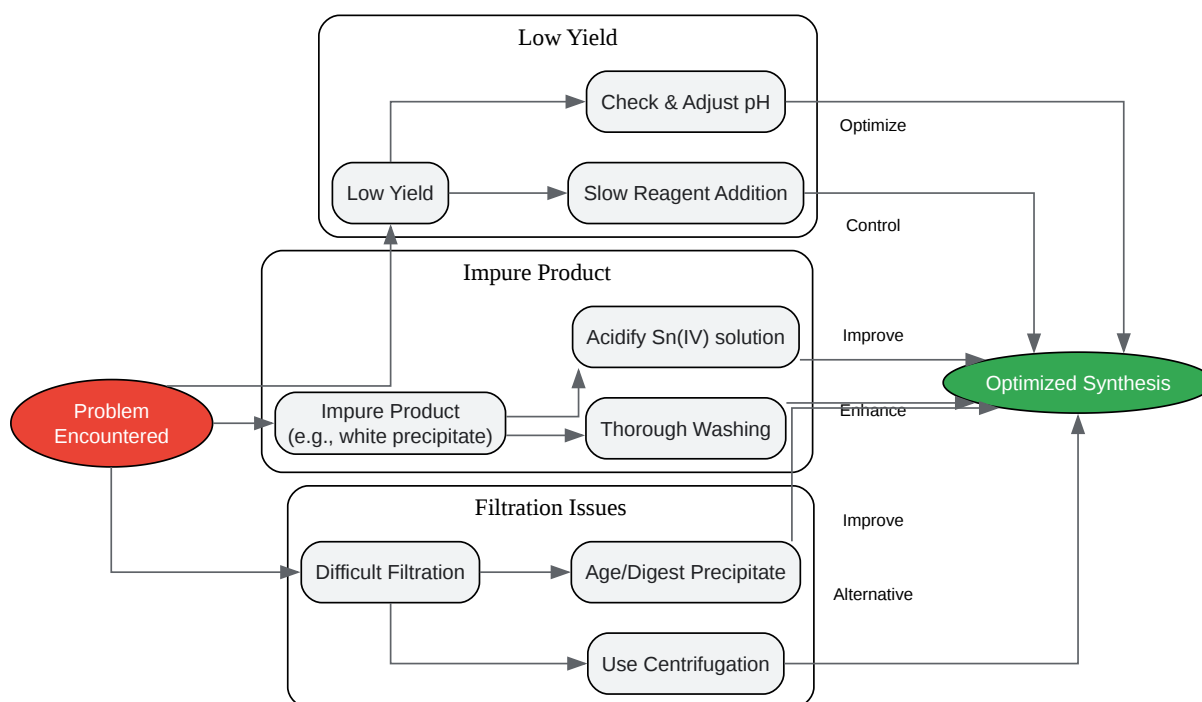 Low Yield
Check & Adjust pH
Optimize
Low Yield
Slow Reagent Addition
Control
Impure Product
Acidify Sn(IV) solution
Improve
Optimized Synthesis
Problem
Encountered
Impure Product
(e.g., white precipitate)
Thorough Washing
Enhance
Filtration Issues
Improve
Difficult Filtration
Age/Digest Precipitate
Alternative
Use Centrifugation